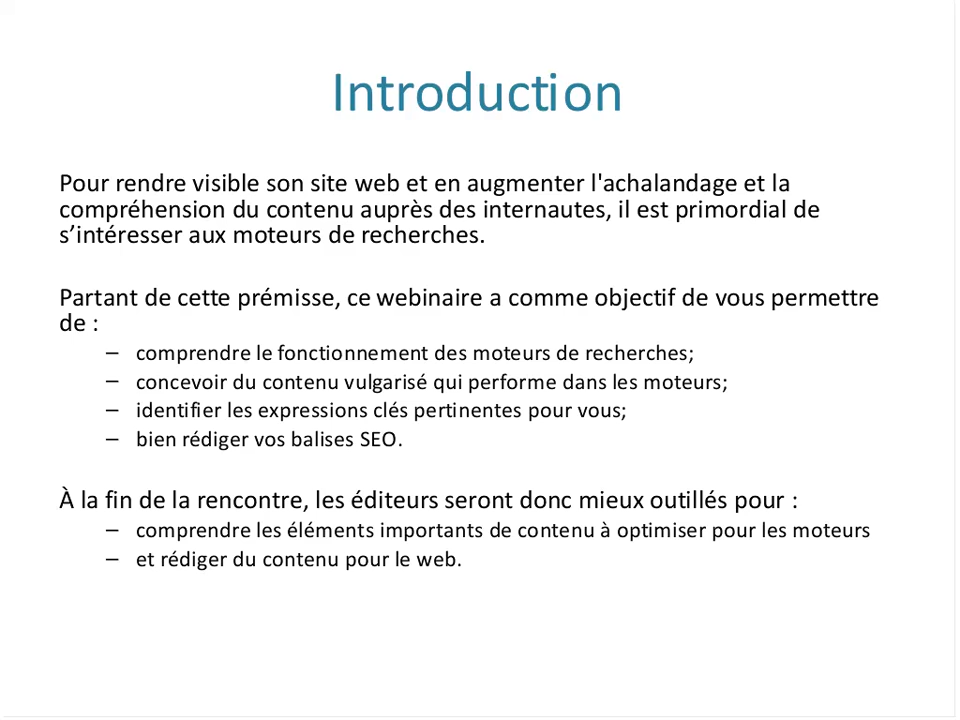 Introduction
Pour rendre visible son site web et en augmenter l'achalandage et la
compréhension du contenu auprès des internautes, il est primordial de
s’intéresser aux moteurs de recherches.
Partant de cette prémisse, ce webinaire a comme objectif de vous permettre
de :
– comprendre le fonctionnement des moteurs de recherches;
– concevoir du contenu vulgarisé qui performe dans les moteurs;
– identifier les expressions clés pertinentes pour vous;
– bien rédiger vos balises SEO.
À la fin de la rencontre, les éditeurs seront donc mieux outillés pour :
– comprendre les éléments importants de contenu à optimiser pour les moteurs
– et rédiger du contenu pour le web.